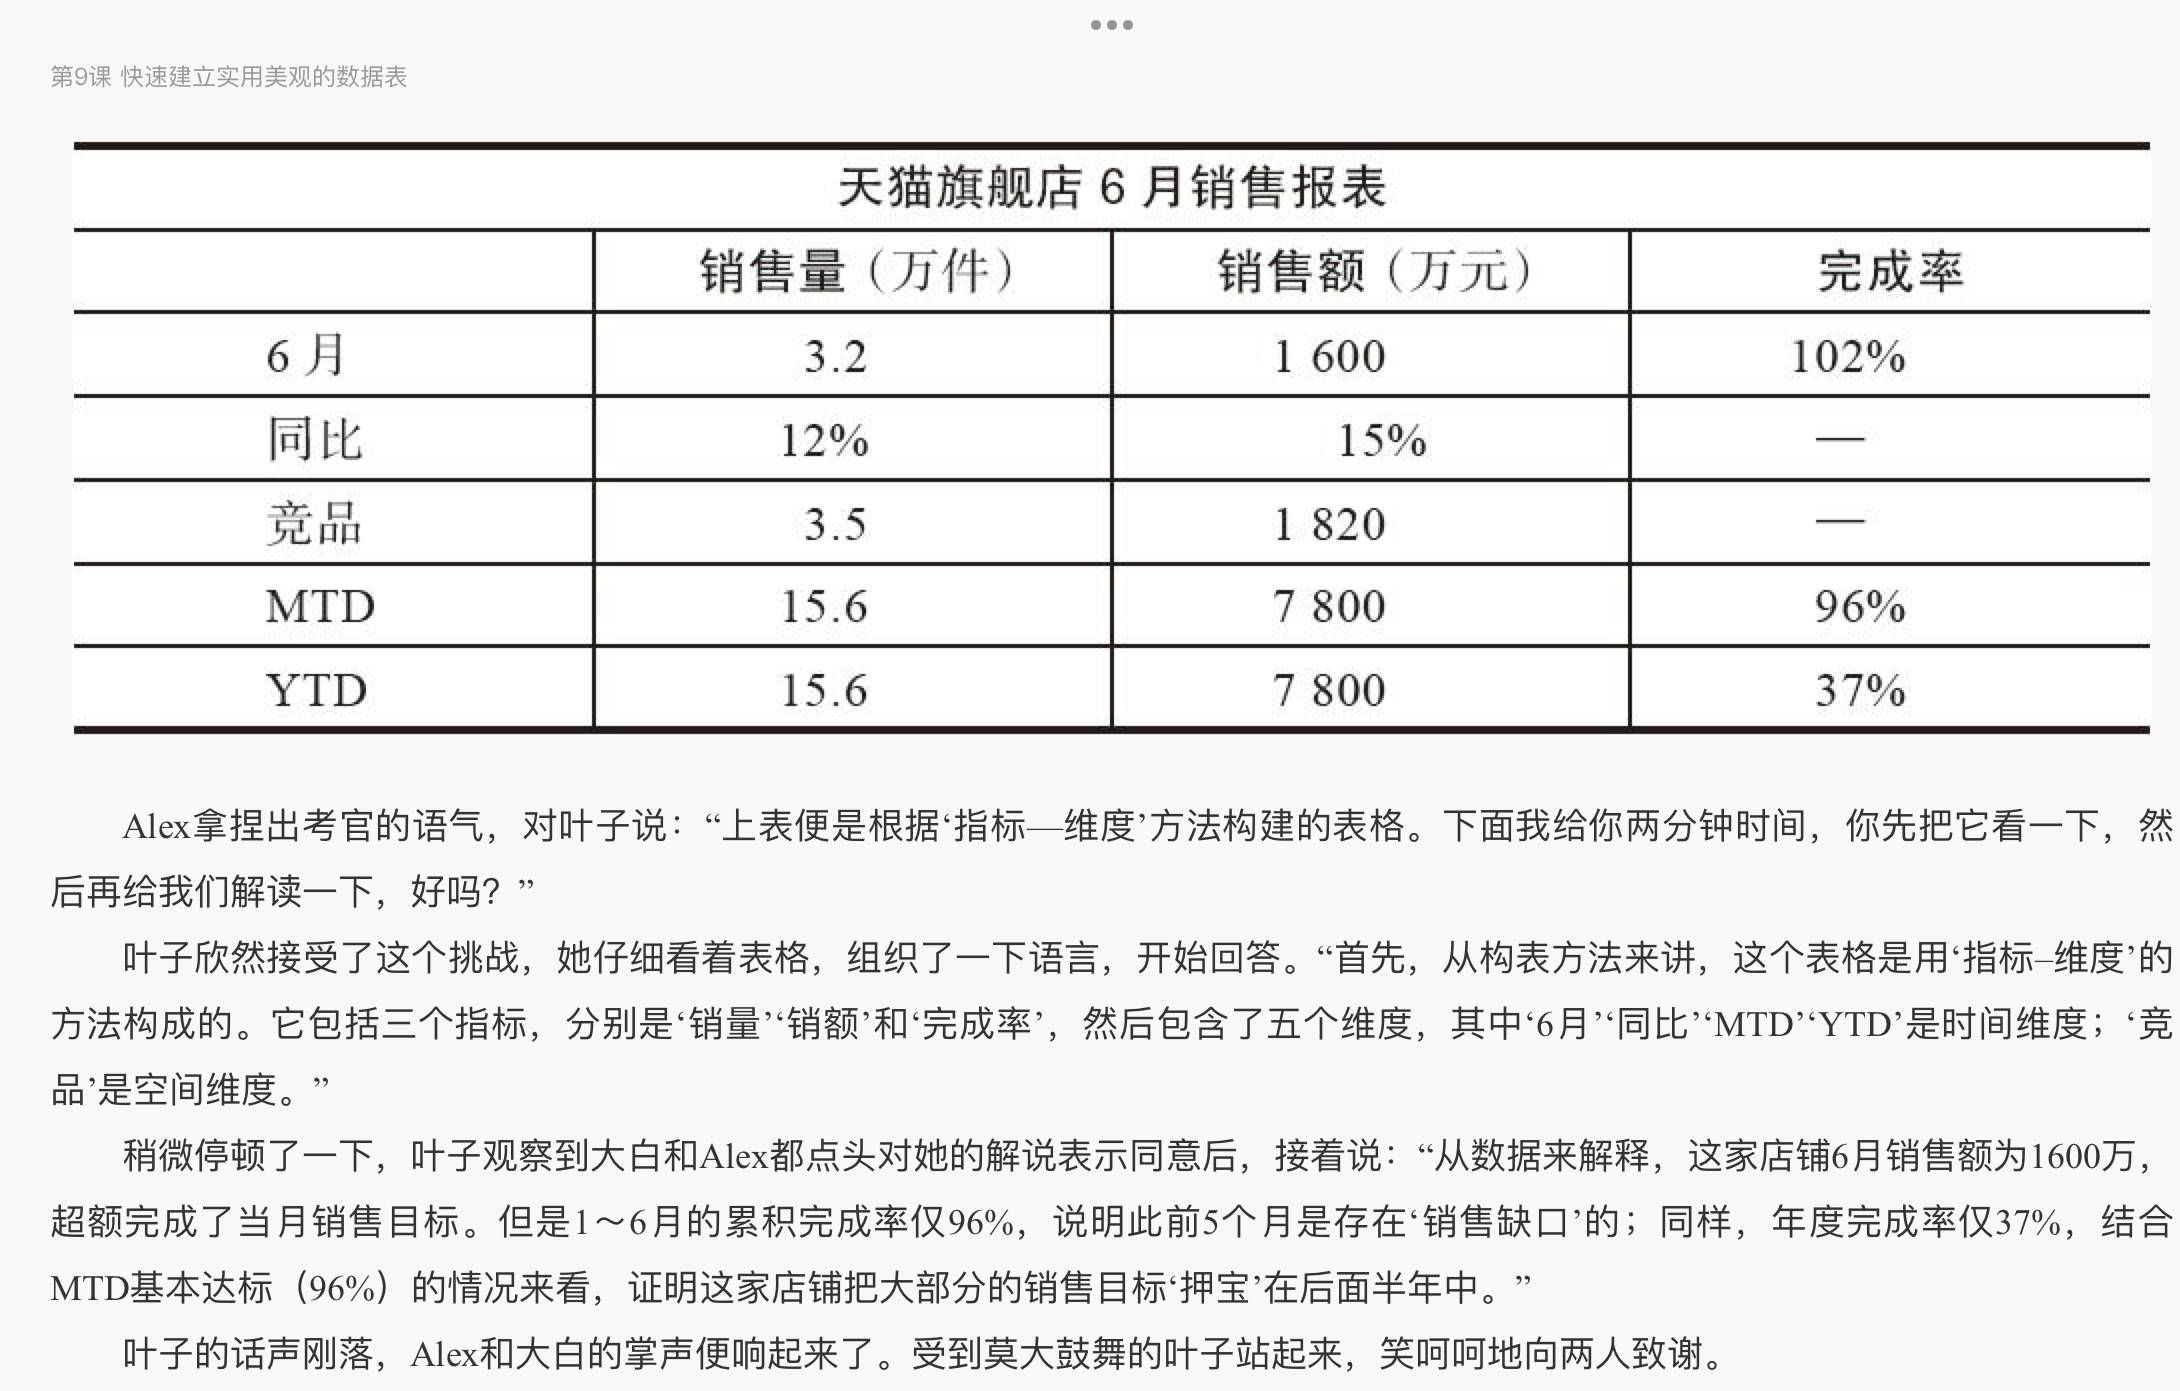 第9课 快速建立实用美观的数据表
天猫旗舰店 6 月销售报表
销售量（万件） 销售额（万元） 完成率
6 月 3.2 1 600 102%
同比 12% 15% —
竞品 3.5 1 820 —
MTD 15.6 7 800 96%
YTD 15.6 7 800 37%
Alex拿捏出考官的语气，对叶子说：“上表便是根据‘指标—维度’方法构建的表格。下面我给你两分钟时间，你先把它看一下，然
后再给我们解读一下，好吗？”
叶子欣然接受了这个挑战，她仔细看着表格，组织了一下语言，开始回答。“首先，从构表方法来讲，这个表格是用‘指标–维度’的
方法构成的。它包括三个指标，分别是‘销量’‘销额’和‘完成率’，然后包含了五个维度，其中‘6月’‘同比’‘MTD’‘YTD’是时间维度；‘竞
品’是空间维度。”
稍微停顿了一下，叶子观察到大白和Alex都点头对她的解说表示同意后，接着说：“从数据来解释，这家店铺6月销售额为1600万，
超额完成了当月销售目标。但是1～6月的累积完成率仅96%，说明此前5个月是存在‘销售缺口’的；同样，年度完成率仅37%，结合
MTD基本达标（96%）的情况来看，证明这家店铺把大部分的销售目标‘押宝’在后面半年中。”
叶子的话声刚落，Alex和大白的掌声便响起来了。受到莫大鼓舞的叶子站起来，笑呵呵地向两人致谢。